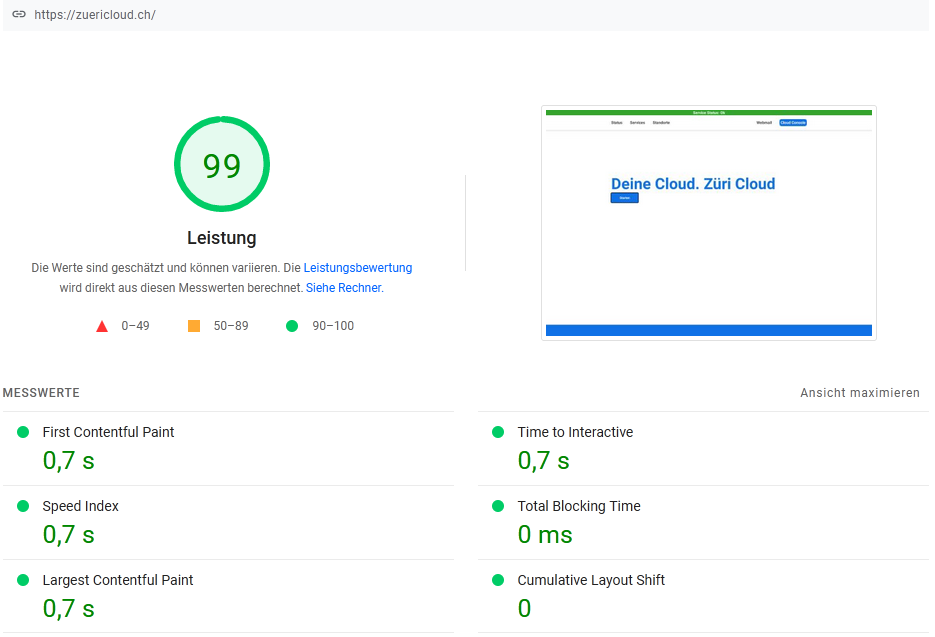 https://zuericloud.ch/
99
Leistung
Die Werte sind geschätzt und können variieren. Die Leistungsbewertung
wird direkt aus diesen Messwerten berechnet. Siehe Rechner.
0–49 50–89 90–100
Service Status: Ok
Status Services Standorte Webmail Cloud Console
Deine Cloud. Züri Cloud
MESSWERTE
Ansicht maximieren
First Contentful Paint
0,7 s
Time to Interactive
0,7 s
Speed Index
0,7 s
Total Blocking Time
0 ms
Largest Contentful Paint
0,7 s
Cumulative Layout Shift
0